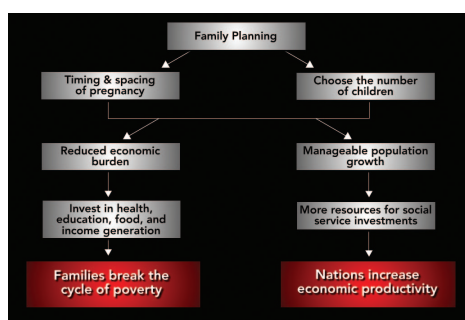 Family Planning
Timing & spacing
of pregnancy
Choose the number
of children
Reduced economic
burden
Manageable population
growth
Invest in health,
education, food, and
income generation
More resources for social
service investments
Families break the
cycle of poverty
Nations increase
economic productivity